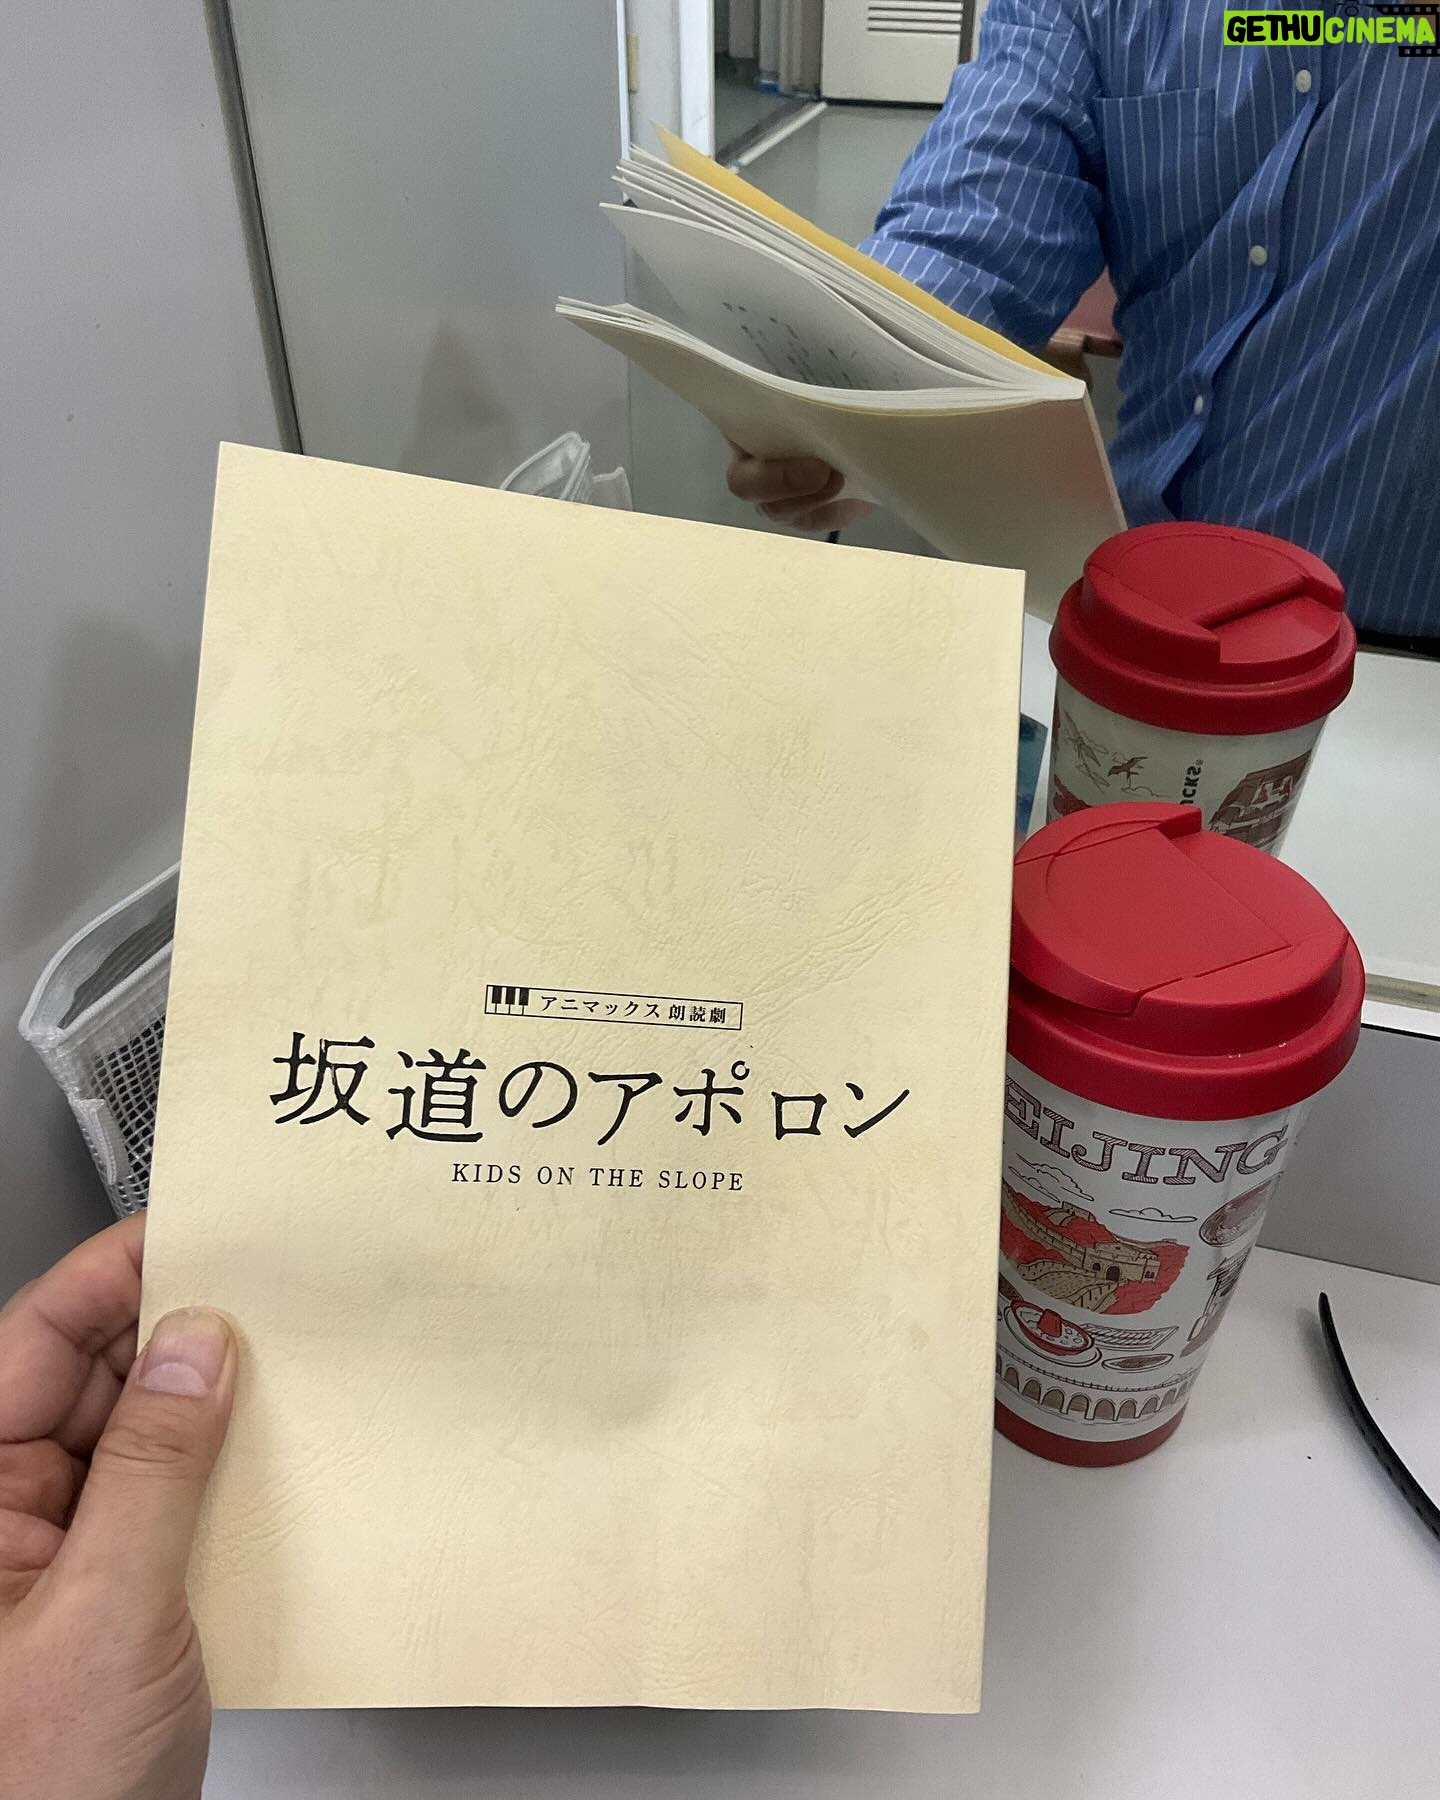 GETHUCINEMA
アニマックス 朗読劇
坂道のアポロン
KIDS ON THE SLOPE
EIJING